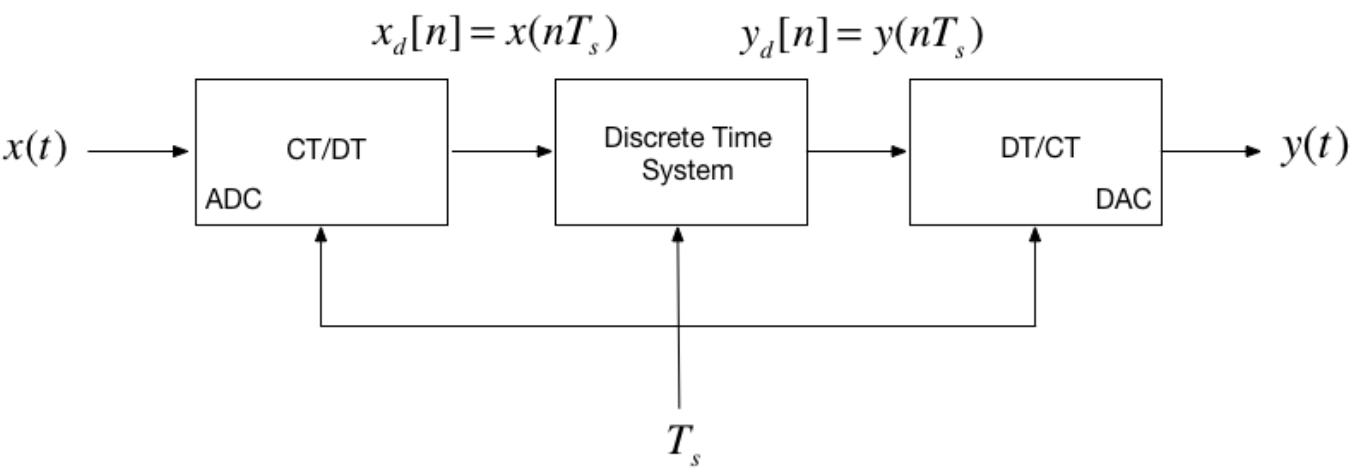 x_d[n] = x(nT_s)
y_d[n] = y(nT_s)
x(t)
CT/DT
ADC
Discrete Time
System
DT/CT
DAC
y(t)
T_s